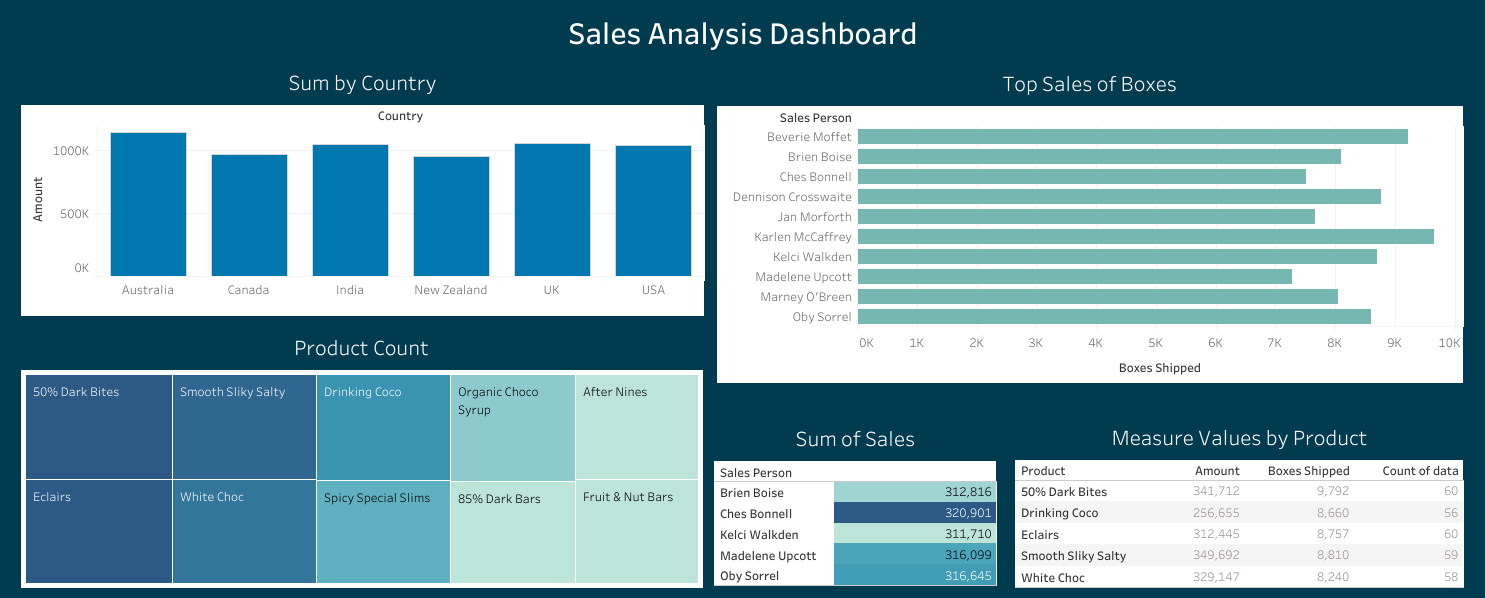 Sales Analysis Dashboard
Sum by Country
Country
Amount
1000K
500K
0K
Australia Canada India New Zealand UK USA
Top Sales of Boxes
Sales Person
Beverie Moffet
Brien Boise
Ches Bonnell
Dennison Crosswaite
Jan Morforth
Karlen McCaffrey
Kelci Walkden
Madelene Upcott
Marney O'Breen
Oby Sorrel
0K 1K 2K 3K 4K 5K 6K 7K 8K 9K 10K
Boxes Shipped
Product Count
50% Dark Bites Smooth Sliky Salty Drinking Coco Organic Choco After Nines
Syrup
Eclairs White Choc Spicy Special Slims 85% Dark Bars Fruit & Nut Bars
Sum of Sales
Sales Person
Brien Boise 312,816
Ches Bonnell 320,901
Kelci Walkden 311,710
Madelene Upcott 316,099
Oby Sorrel 316,645
Measure Values by Product
Product Amount Boxes Shipped Count of data
50% Dark Bites 341,712 9,792 60
Drinking Coco 256,655 8,660 56
Eclairs 312,445 8,757 60
Smooth Sliky Salty 349,692 8,810 59
White Choc 329,147 8,240 58